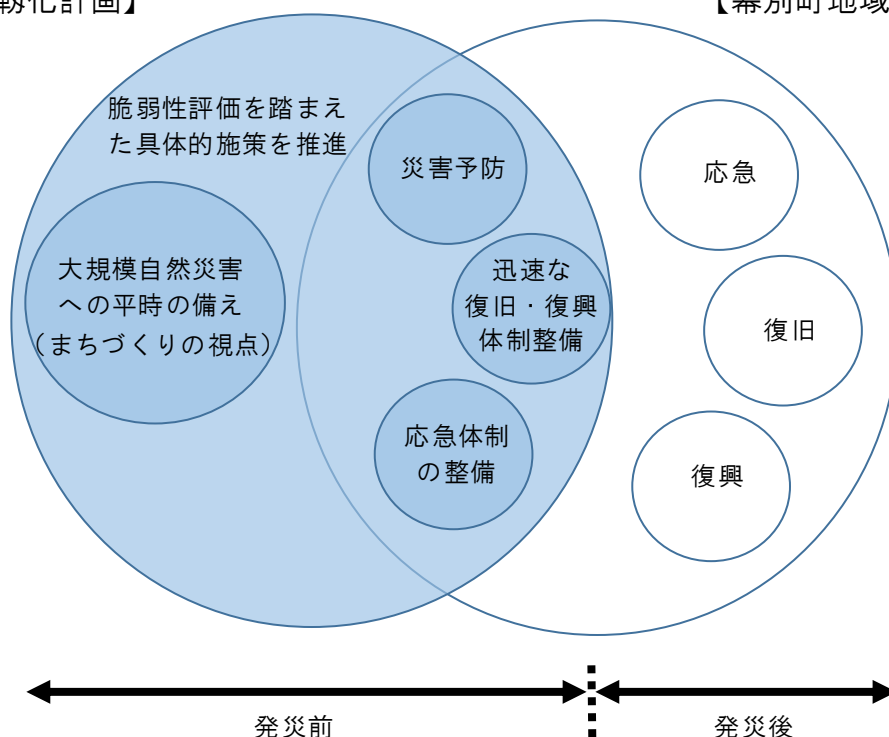 靱化計画】
【幕別町地域
脆弱性評価を踏まえ
た具体的施策を推進
災害予防
応急
大規模自然災害
への平時の備え
(まちづくりの視点)
迅速な
復旧・復興
体制整備
復旧
応急体制
の整備
復興
発災前
発災後